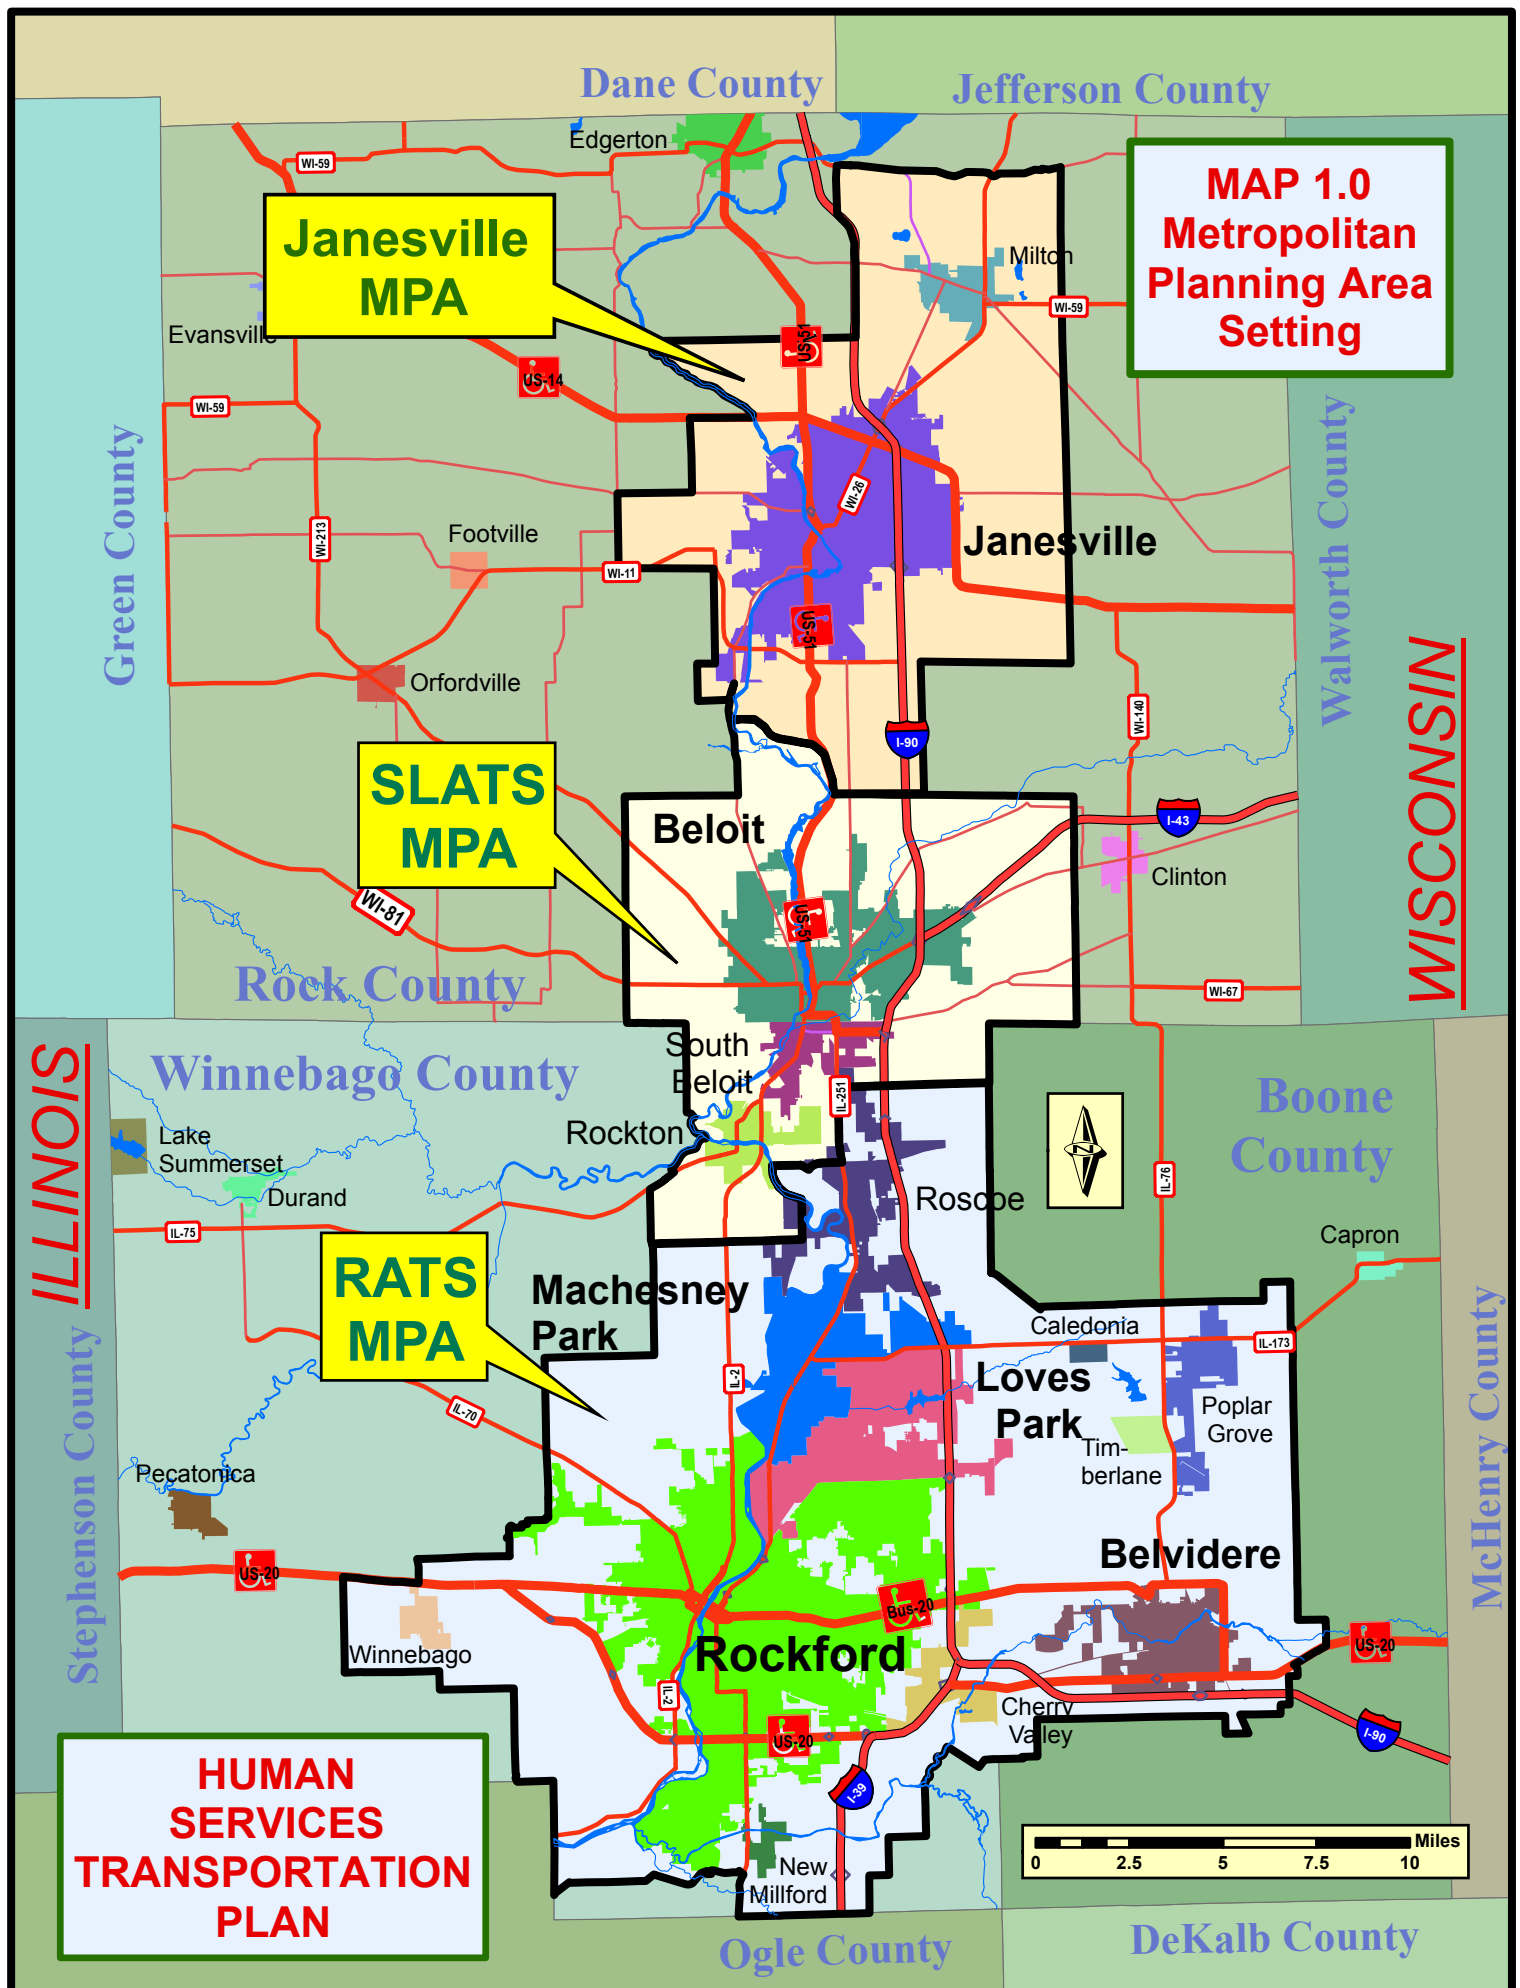 Dane County
Jefferson County
Edgerton
WI-59
MAP 1.0
Metropolitan
Planning Area
Setting
Janesville
MPA
Milton
WI-59
Evansville
US-51
US-14
WI-59
Green County
Walworth County
WI-26
Footville
WI-213
WI-11
Janesville
US-51
Orfordville
WI-140
I-90
WISCONSIN
SLATS
MPA
Beloit
I-43
Clinton
WI-81
US-51
Rock County
WI-67
ILLINOIS
Winnebago County
South
Beloit
IL-251
Boone
County
N
Rockton
Lake
Summerset
Durand
Roscoe
IL-76
IL-75
Capron
RATS
MPA
Machesney
Park
Caledonia
IL-173
IL-2
Loves
Park
IL-70
Poplar
Grove
Tim-
berlane
Stephenson County
McHenry County
Pecatonica
Belvidere
US-20
Bus-20
Winnebago
Rockford
US-20
IL-2
Cherry
Valley
US-20
I-90
I-39
HUMAN
SERVICES
TRANSPORTATION
PLAN
New
Millford
Miles
0 2.5 5 7.5 10
Ogle County
DeKalb County